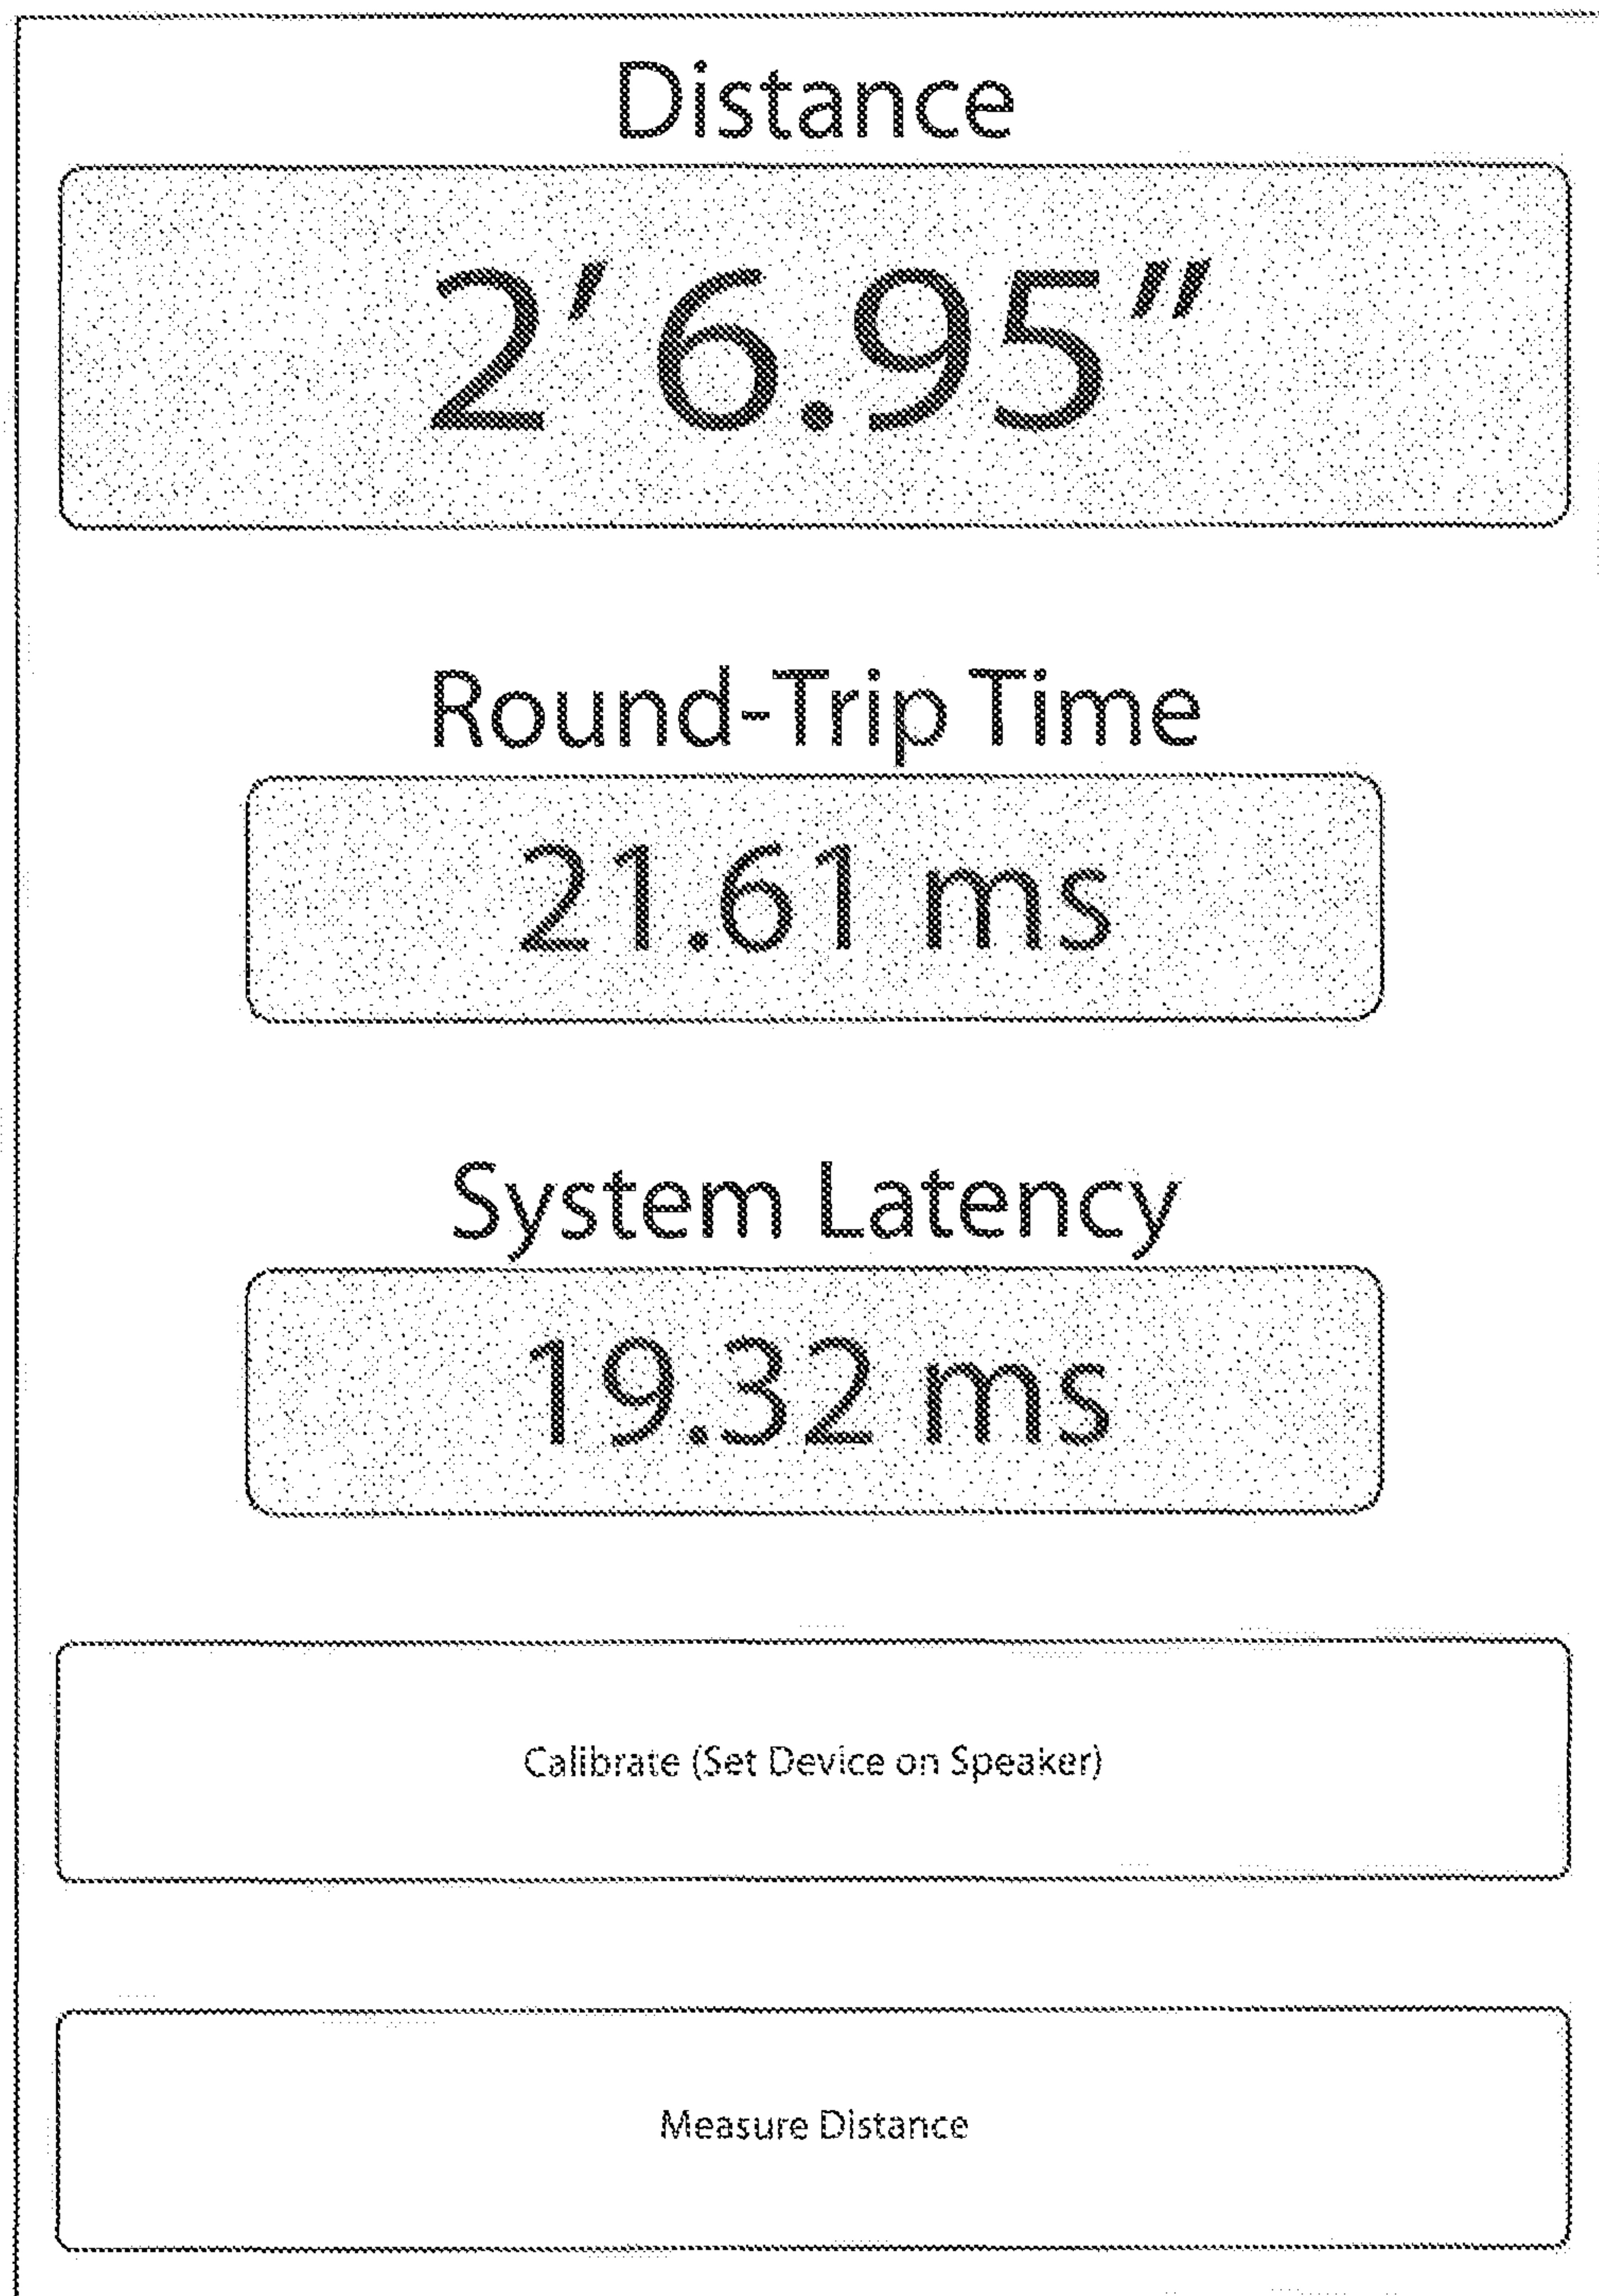 Distance
2' 6.95"
Round-Trip Time
21.61 ms
System Latency
19.32 ms
Calibrate (Set Device on Speaker)
Measure Distance